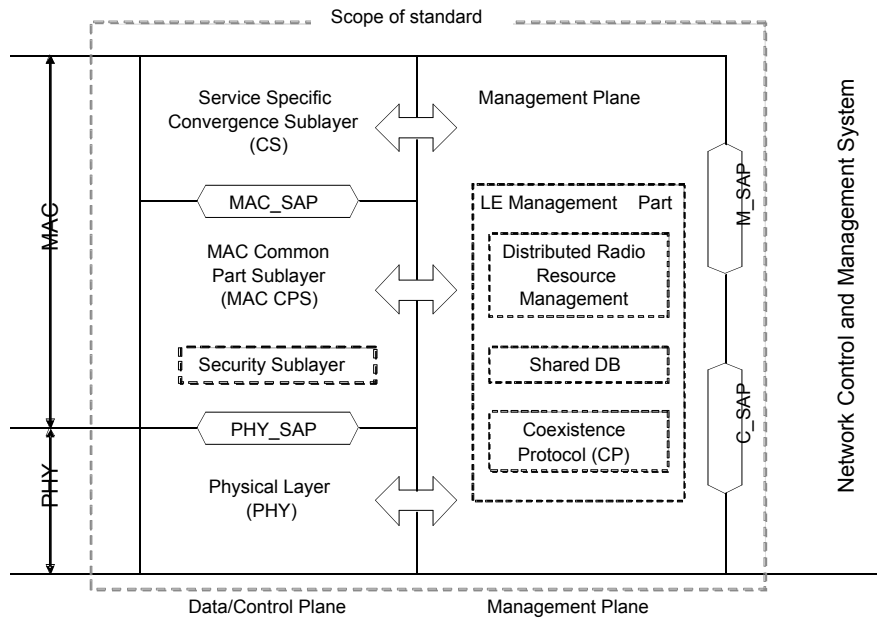 Scope of standard
Service Specific
Convergence Sublayer
(CS)
Management Plane
MAC_SAP
LE Management Part
MAC
MAC Common
Part Sublayer
(MAC CPS)
Distributed Radio
Resource
Management
M_SAP
Security Sublayer
Shared DB
PHY_SAP
Coexistence
Protocol (CP)
C_SAP
PHY
Physical Layer
(PHY)
Network Control and Management System
Data/Control Plane
Management Plane